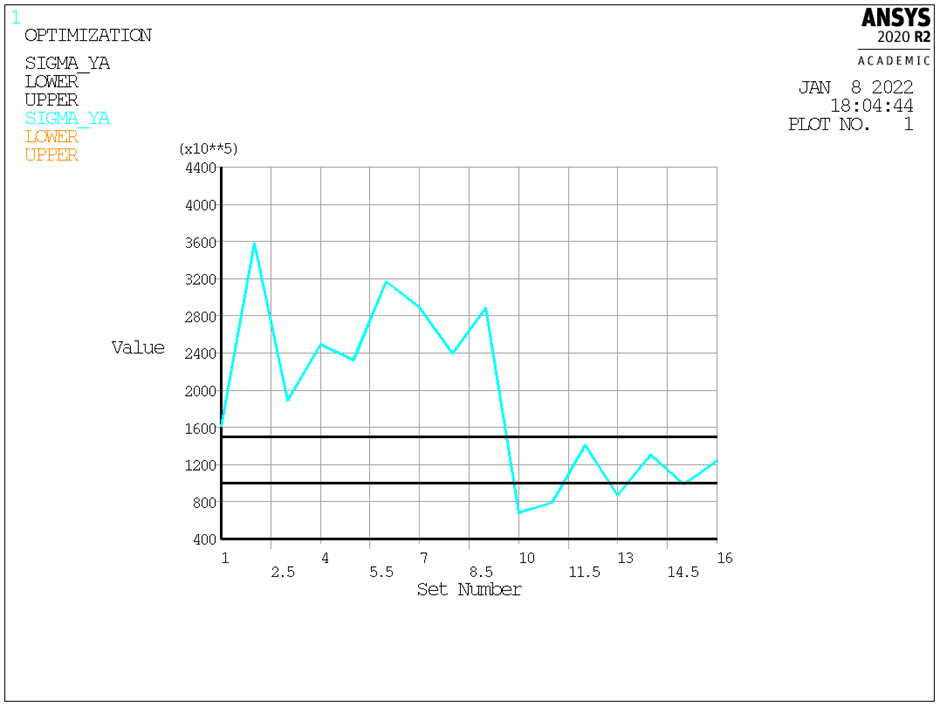 1
OPTIMIZATION
SIGMA_YA
LOWER
UPPER
SIGMA_YA
LOWER
UPPER
ANSYS
2020 R2
ACADEMIC
JAN 8 2022
18:04:44
PLOT NO. 1
(x10**5)
4400
4000
3600
3200
2800
2400
2000
1600
1200
800
400
Value
1 4 7 10 13 16
2.5 5.5 8.5 11.5 14.5
Set Number